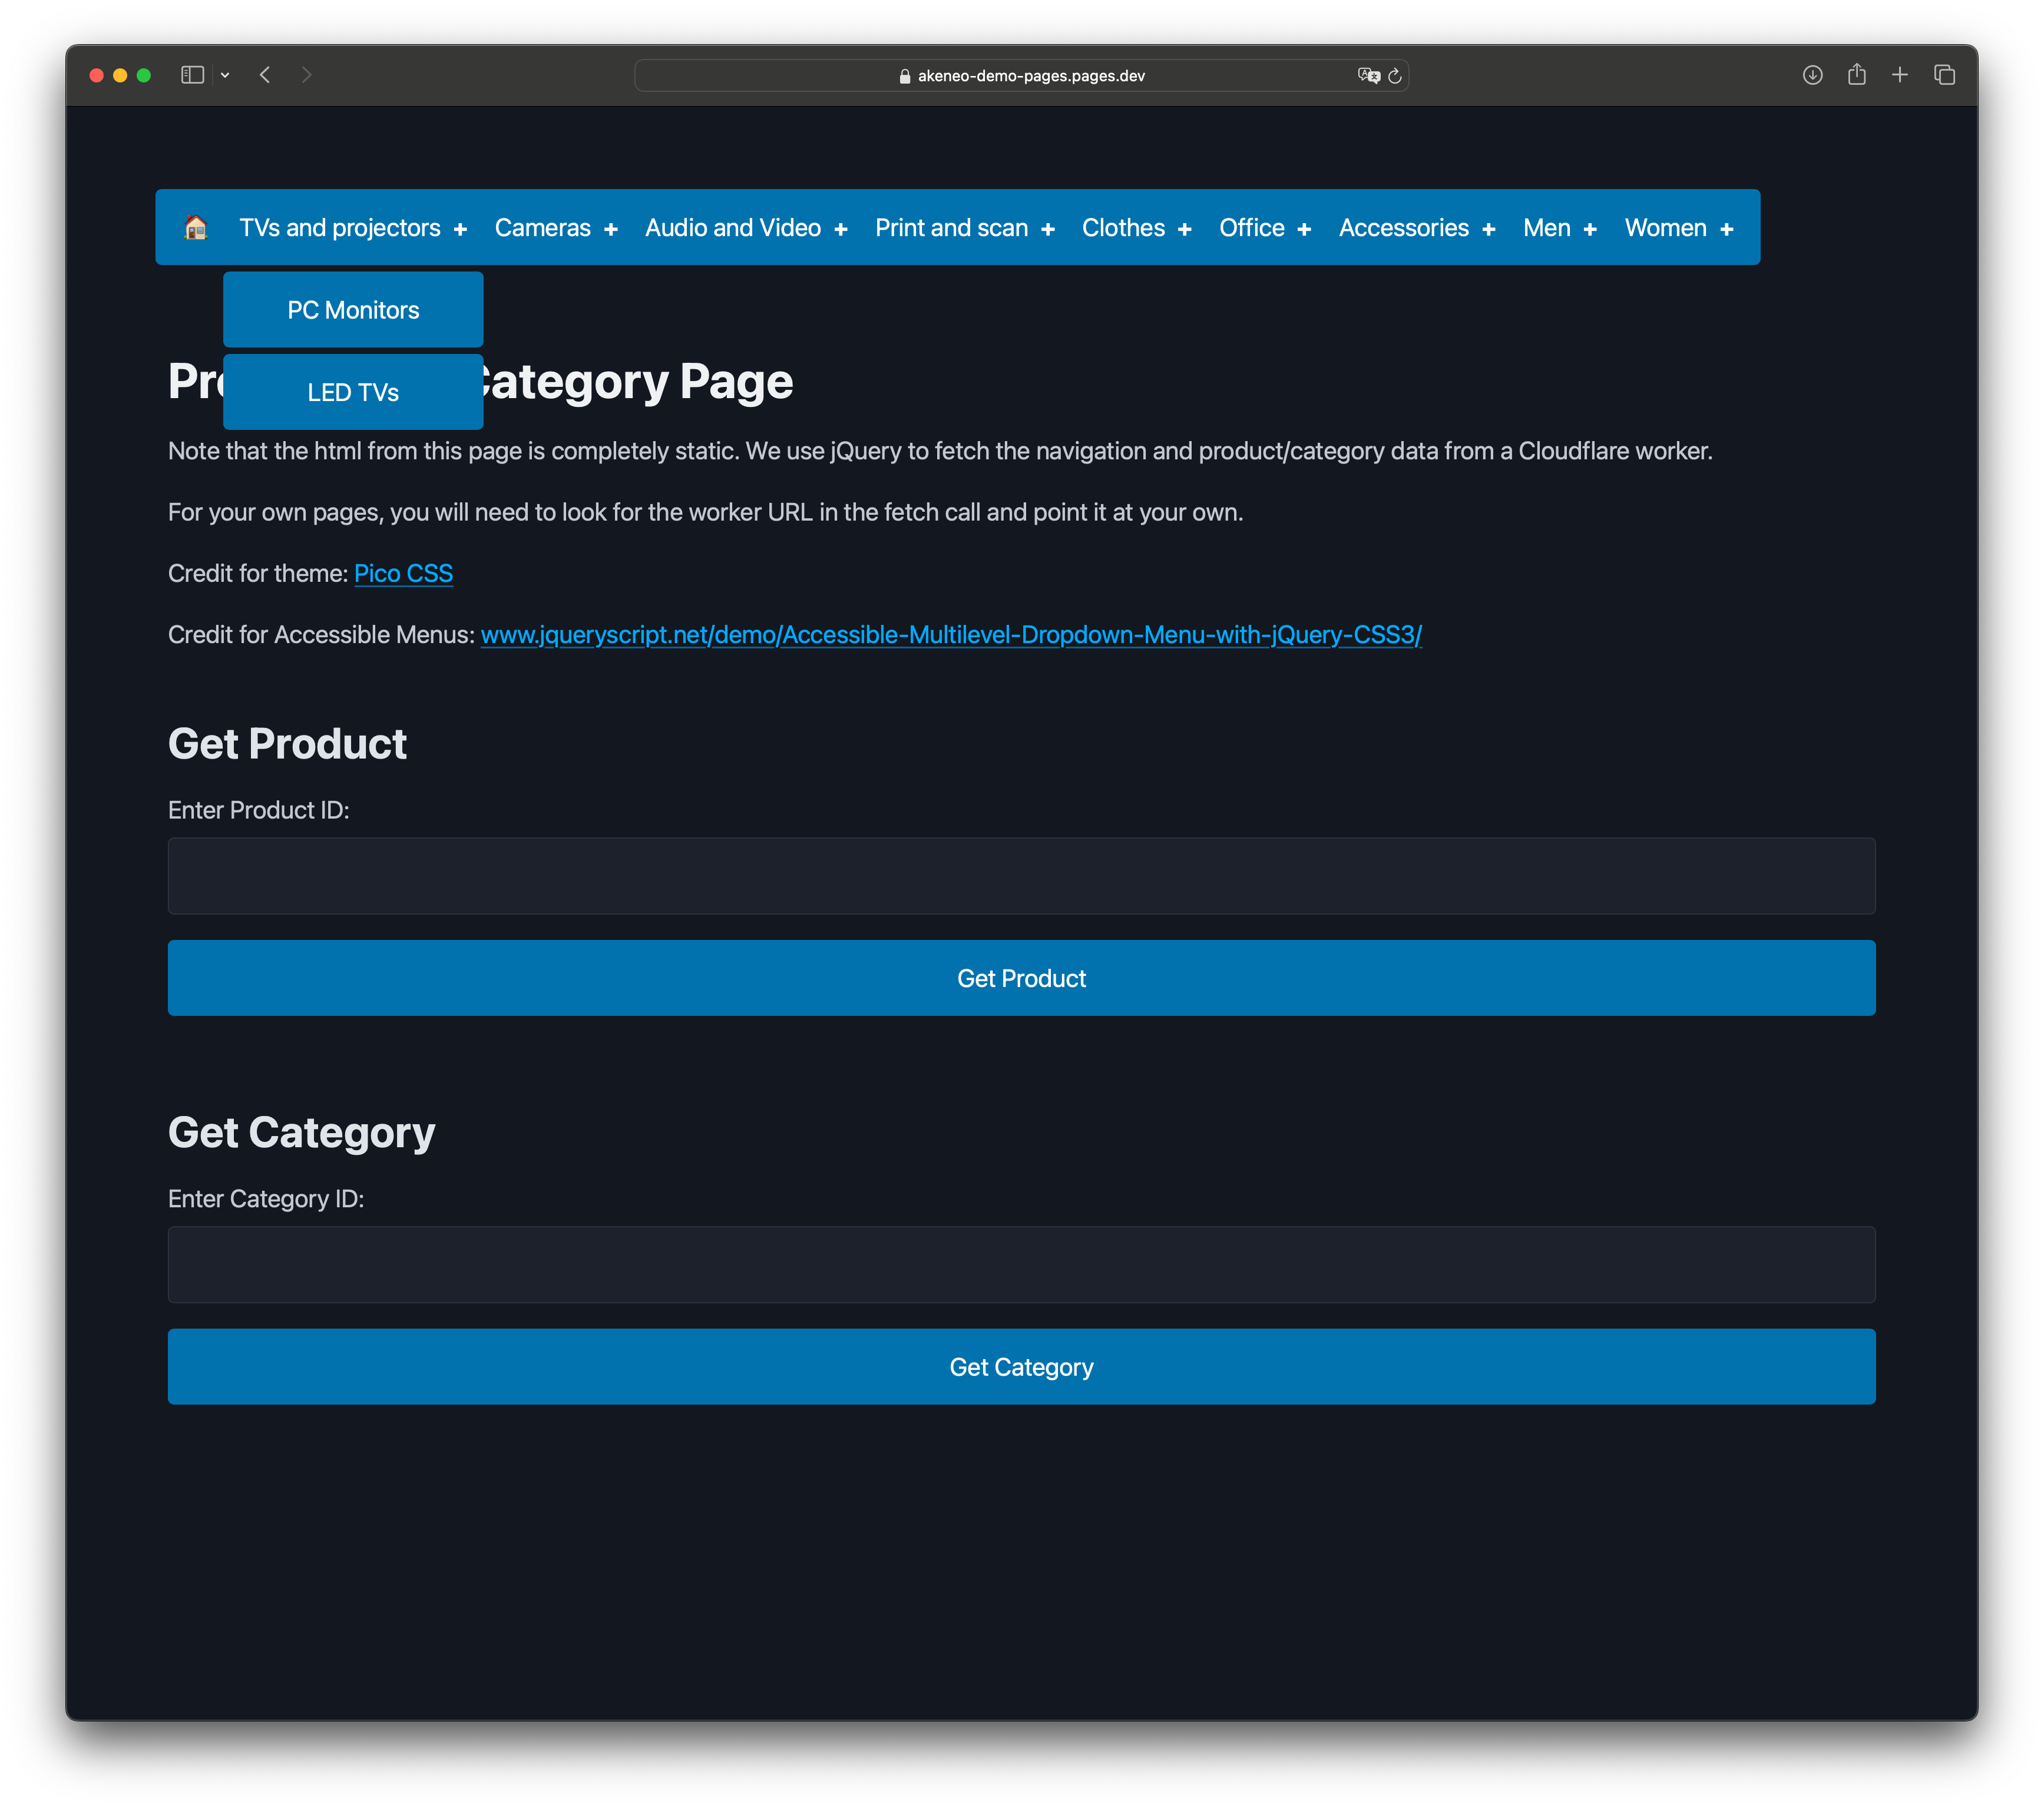 akeneo-demo-pages.pages.dev
TVs and projectors + Cameras + Audio and Video + Print and scan + Clothes + Office + Accessories + Men + Women +
PC Monitors
LED TVs
Category Page
Note that the html from this page is completely static. We use jQuery to fetch the navigation and product/category data from a Cloudflare worker.
For your own pages, you will need to look for the worker URL in the fetch call and point it at your own.
Credit for theme: Pico CSS
Credit for Accessible Menus: www.jqueryscript.net/demo/Accessible-Multilevel-Dropdown-Menu-with-jQuery-CSS3/
Get Product
Enter Product ID:
Get Product
Get Category
Enter Category ID:
Get Category